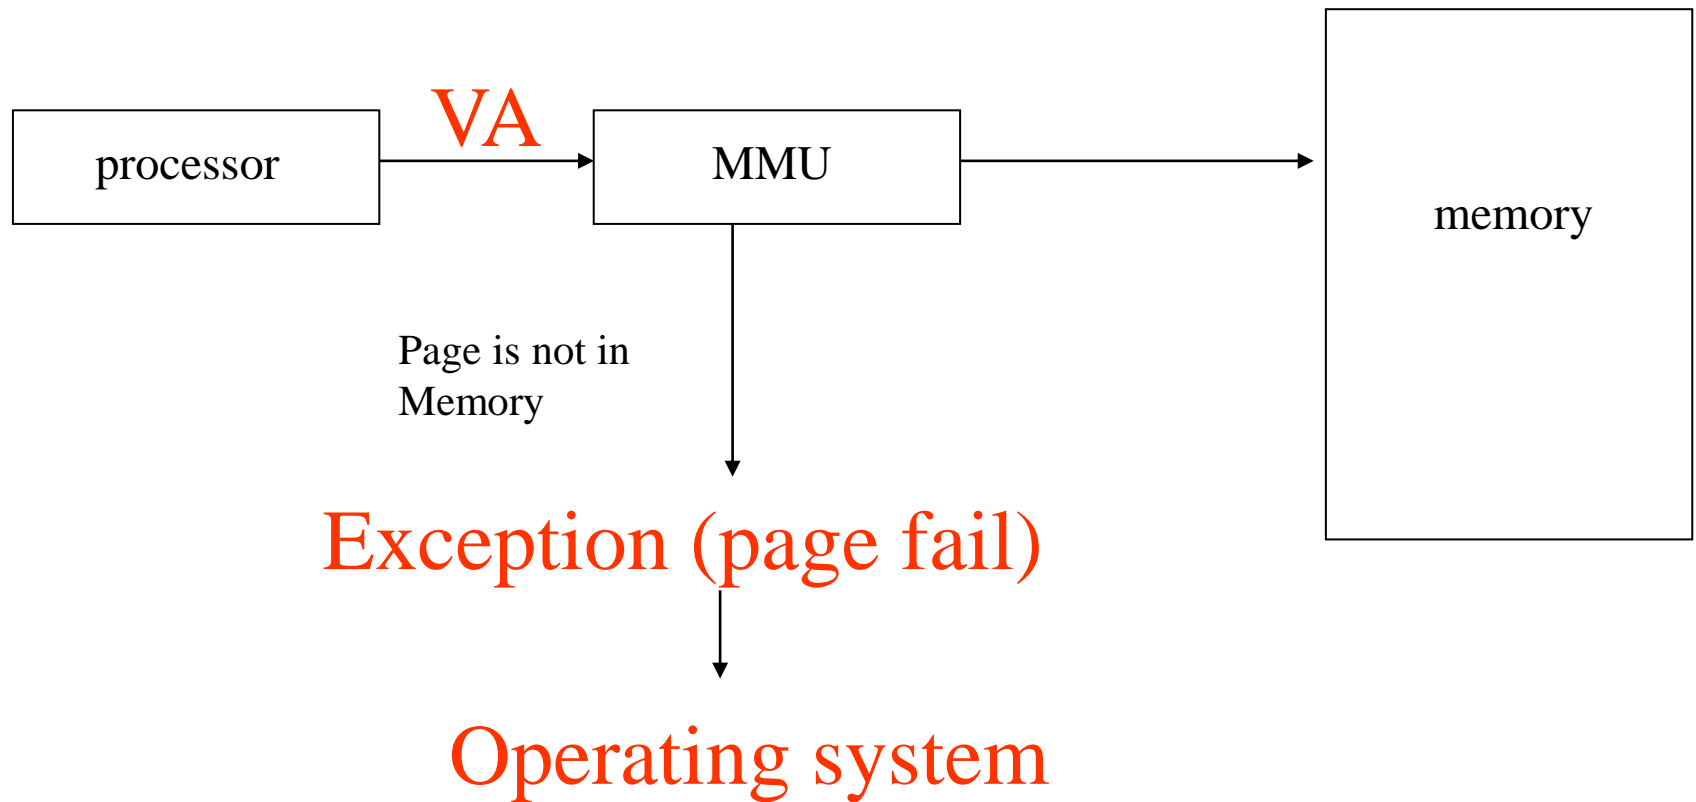 VA
processor
MMU
memory
Page is not in
Memory
Exception (page fail)
Operating system